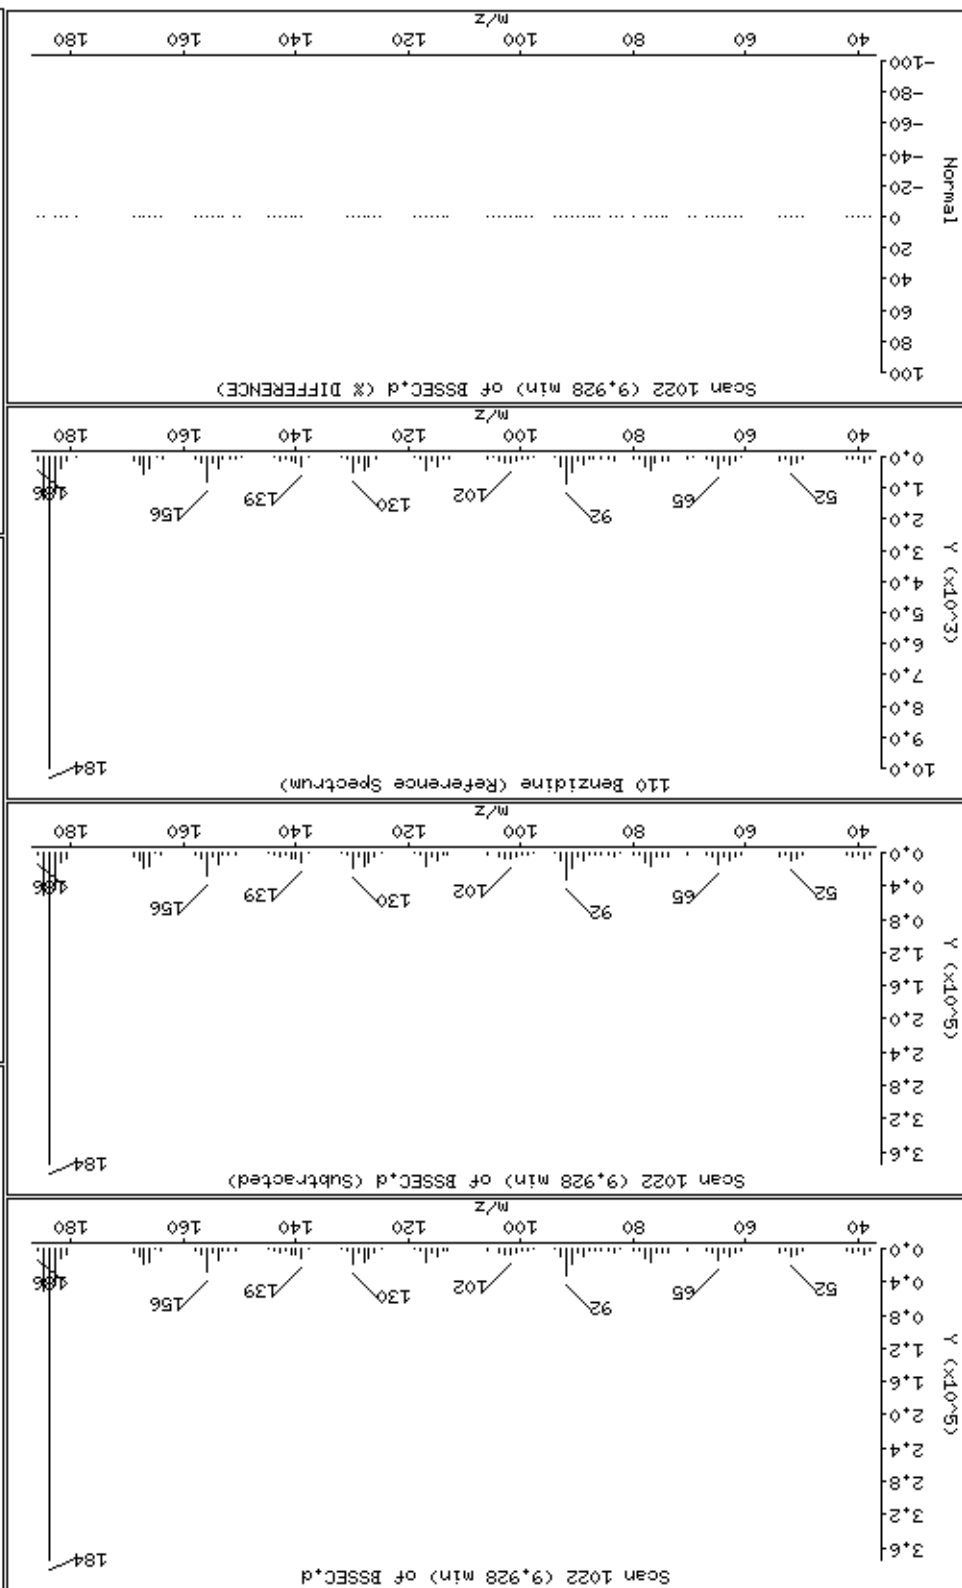 Scan 1022 (9.928 min) of BSSEC.d
184
3.6
3.2
2.8
2.4
2.0
1.6
1.2
0.8
0.4
0.0
Y (x10^5)
52 65 92 102 130 139 156
40 60 80 100 120 140 160 180
m/z
Scan 1022 (9.928 min) of BSSEC.d (Subtracted)
184
3.6
3.2
2.8
2.4
2.0
1.6
1.2
0.8
0.4
0.0
Y (x10^5)
52 65 92 102 130 139 156
40 60 80 100 120 140 160 180
m/z
110 Benzidine (Reference Spectrum)
184
10.0
9.0
8.0
7.0
6.0
5.0
4.0
3.0
2.0
1.0
0.0
Y (x10^3)
52 65 92 102 130 139 156
40 60 80 100 120 140 160 180
m/z
Scan 1022 (9.928 min) of BSSEC.d (% DIFFERENCE)
100
80
60
40
20
0
-20
-40
-60
-80
-100
Normal
40 60 80 100 120 140 160 180
m/z